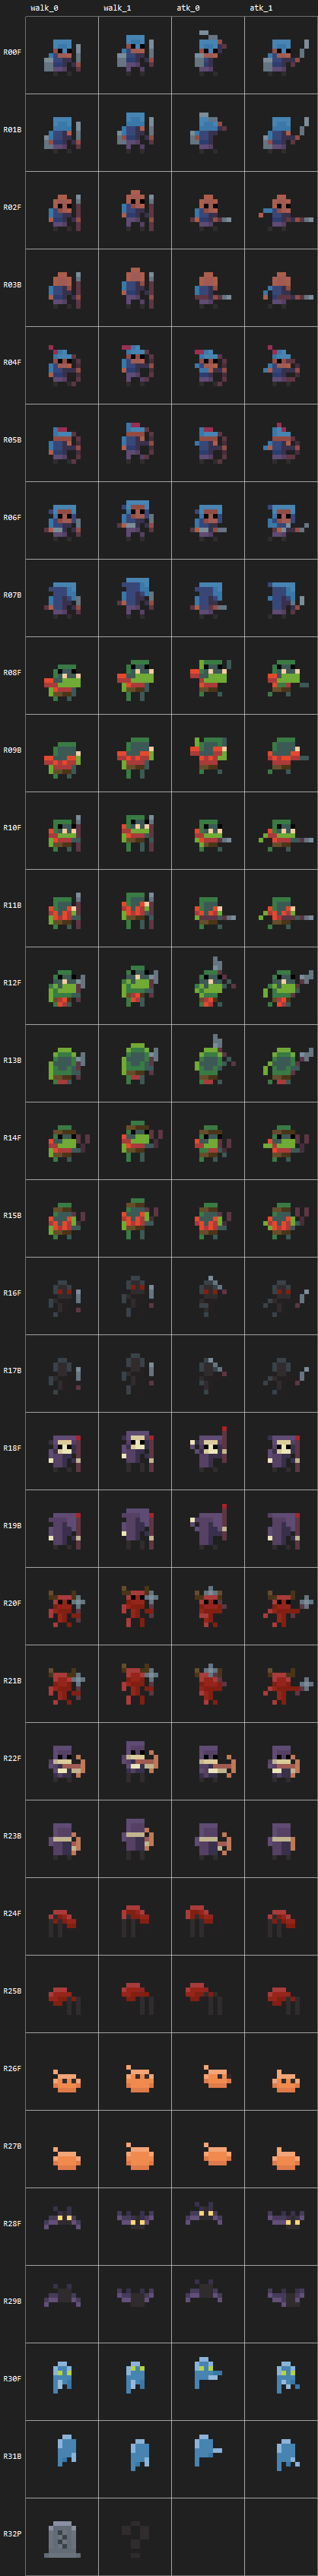 walk_0 walk_1 atk_0 atk_1
R00F
R01B
R02F
R03B
R04F
R05B
R06F
R07B
R08F
R09B
R10F
R11B
R12F
R13B
R14F
R15B
R16F
R17B
R18F
R19B
R20F
R21B
R22F
R23B
R24F
R25B
R26F
R27B
R28F
R29B
R30F
R31B
R32P